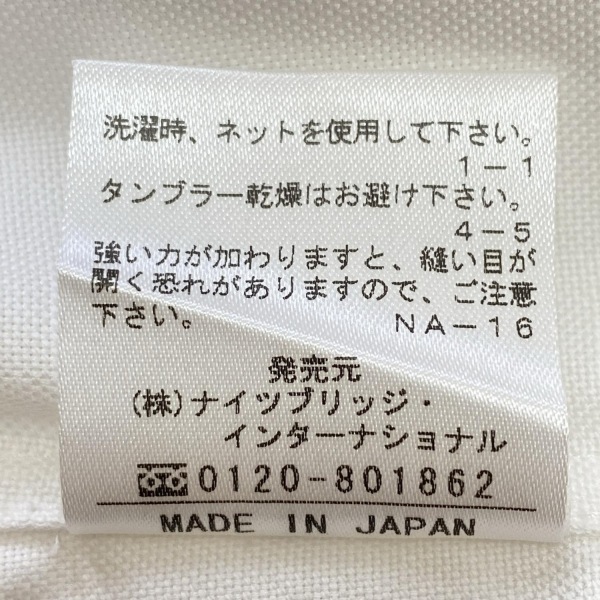 洗濯時、ネットを使用して下さい。
1－1
タンブラー乾燥はお避け下さい。
4－5
強い力が加わりますと、縫い目が
開く恐れがありますので、ご注意
下さい。 NA－16
発売元
(株)ナイツブリッジ・
インターナショナル
0120-801862
MADE IN JAPAN